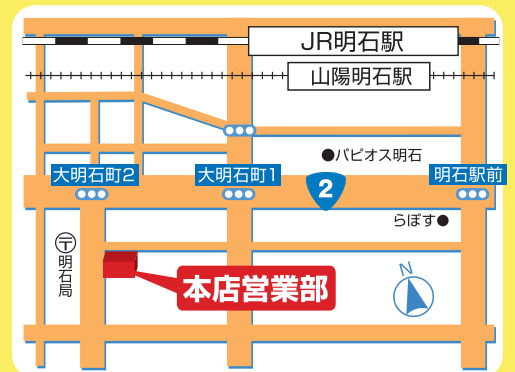 JR明石駅
山陽明石駅
パピオス明石
大明石町2
大明石町1
明石駅前
2
らぽす
〒
明石局
本店営業部
N